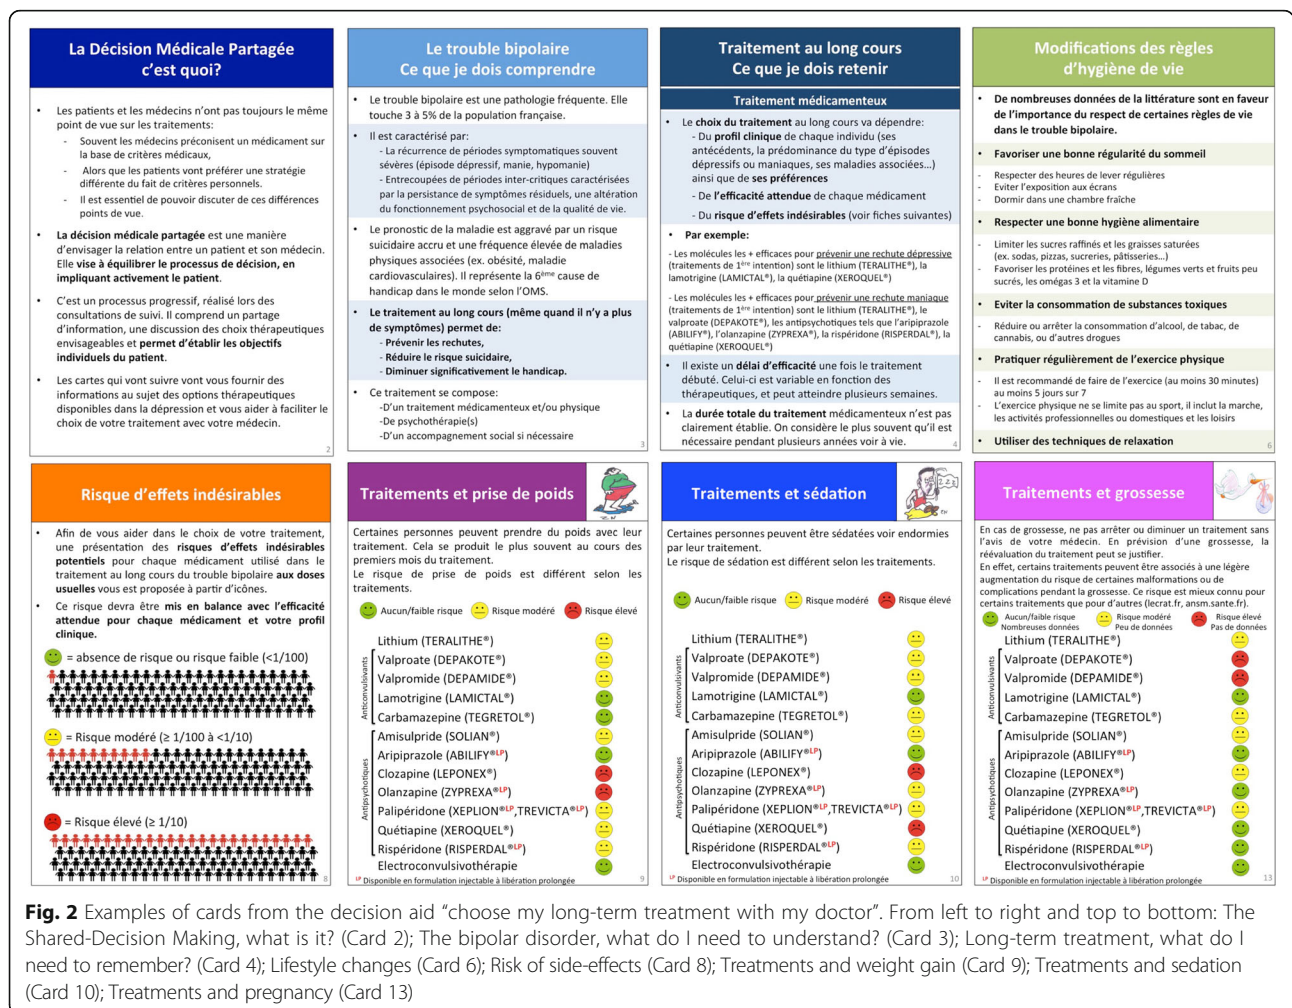 La Décision Médicale Partagée
c'est quoi?
• Les patients et les médecins n'ont pas toujours le même
point de vue sur les traitements:
- Souvent les médecins préconisent un médicament sur
la base de critères médicaux,
- Alors que les patients vont préférer une stratégie
différente du fait de critères personnels.
- Il est essentiel de pouvoir discuter de ces différences
points de vue.
• La décision médicale partagée est une manière
d'envisager la relation entre un patient et son médecin.
Elle vise à équilibrer le processus de décision, en
impliquant activement le patient.
• C'est un processus progressif, réalisé lors des
consultations de suivi. Il comprend un partage
d'information, une discussion des choix thérapeutiques
envisageables et permet d'établir les objectifs
individuels du patient.
• Les cartes qui vont suivre vont vous fournir des
informations au sujet des options thérapeutiques
disponibles dans la dépression et vous aider à faciliter le
choix de votre traitement avec votre médecin.
2
Le trouble bipolaire
Ce que je dois comprendre
• Le trouble bipolaire est une pathologie fréquente. Elle
touche 3 à 5% de la population française.
• Il est caractérisé par:
- La récurrence de périodes symptomatiques souvent
sévères (épisode dépressif, manie, hypomanie)
- Entrecoupées de périodes inter-critiques caractérisées
par la persistance de symptômes résiduels, une altération
du fonctionnement psychosocial et de la qualité de vie.
• Le pronostic de la maladie est aggravé par un risque
suicidaire accru et une fréquence élevée de maladies
physiques associées (ex. obésité, maladie
cardiovasculaires). Il représente la 6ème cause de
handicap dans le monde selon l'OMS.
• Le traitement au long cours (même quand il n'y a plus
de symptômes) permet de:
- Prévenir les rechutes,
- Réduire le risque suicidaire,
- Diminuer significativement le handicap.
• Ce traitement se compose:
-D'un traitement médicamenteux et/ou physique
-De psychothérapie(s)
-D'un accompagnement social si nécessaire
3
Traitement au long cours
Ce que je dois retenir
Traitement médicamenteux
• Le choix du traitement au long cours va dépendre:
- Du profil clinique de chaque individu (ses
antécédents, la prédominance du type d'épisodes
dépressifs ou maniaques, ses maladies associées...)
ainsi que de ses préférences
- De l'efficacité attendue de chaque médicament
- Du risque d'effets indésirables (voir fiches suivantes)
• Par exemple:
- Les molécules les + efficaces pour prévenir une rechute dépressive
(traitements de 1ère intention) sont le lithium (TERALITHE®), la
lamotrigine (LAMICTAL®), la quétiapine (XEROQUEL®)
- Les molécules les + efficaces pour prévenir une rechute maniaque
(traitements de 1ère intention) sont le lithium (TERALITHE®), le
valproate (DEPAKOTE®), les antipsychotiques tels que l'aripiprazole
(ABILIFY®), l'olanzapine (ZYPREXA®), la rispéridone (RISPERDAL®), la
quétiapine (XEROQUEL®)
• Il existe un délai d'efficacité une fois le traitement
débuté. Celui-ci est variable en fonction des
thérapeutiques, et peut atteindre plusieurs semaines.
• La durée totale du traitement médicamenteux n'est pas
clairement établie. On considère le plus souvent qu'il est
nécessaire pendant plusieurs années voir à vie.
4
Modifications des règles
d'hygiène de vie
• De nombreuses données de la littérature sont en faveur
de l'importance du respect de certaines règles de vie
dans le trouble bipolaire.
• Favoriser une bonne régularité du sommeil
- Respecter des heures de lever régulières
- Eviter l'exposition aux écrans
- Dormir dans une chambre fraîche
• Respecter une bonne hygiène alimentaire
- Limiter les sucres raffinés et les graisses saturées
(ex. sodas, pizzas, sucreries, pâtisseries...)
- Favoriser les protéines et les fibres, légumes verts et fruits peu
sucrés, les omégas 3 et la vitamine D
• Eviter la consommation de substances toxiques
- Réduire ou arrêter la consommation d'alcool, de tabac, de
cannabis, ou d'autres drogues
• Pratiquer régulièrement de l'exercice physique
- Il est recommandé de faire de l'exercice (au moins 30 minutes)
au moins 5 jours sur 7
- L'exercice physique ne se limite pas au sport, il inclut la marche,
les activités professionnelles ou domestiques et les loisirs
• Utiliser des techniques de relaxation
6
Risque d'effets indésirables
• Afin de vous aider dans le choix de votre traitement,
une présentation des risques d'effets indésirables
potentiels pour chaque médicament utilisé dans le
traitement au long cours du trouble bipolaire aux doses
usuelles vous est proposée à partir d'icônes.
• Ce risque devra être mis en balance avec l'efficacité
attendue pour chaque médicament et votre profil
clinique.
= absence de risque ou risque faible (<1/100)
= Risque modéré (≥ 1/100 à <1/10)
= Risque élevé (≥ 1/10)
8
Traitements et prise de poids
Certaines personnes peuvent prendre du poids avec leur
traitement. Cela se produit le plus souvent au cours des
premiers mois du traitement.
Le risque de prise de poids est différent selon les
traitements.
Aucun/faible risque Risque modéré Risque élevé
Lithium (TERALITHE®)
Anticonvulsivants
Valproate (DEPAKOTE®)
Valpromide (DEPAMIDE®)
Lamotrigine (LAMICTAL®)
Carbamazepine (TEGRETOL®)
Antipsychotiques
Amisulpride (SOLIAN®)
Aripiprazole (ABILIFY®LP)
Clozapine (LEPONEX®)
Olanzapine (ZYPREXA®LP)
Palipéridone (XEPLION®LP,TREVICTA®LP)
Quétiapine (XEROQUEL®)
Rispéridone (RISPERDAL®LP)
Electroconvulsivothérapie
LP Disponible en formulation injectable à libération prolongée
9
Traitements et sédation
ZZZ
Certaines personnes peuvent être sédatées voir endormies
par leur traitement.
Le risque de sédation est différent selon les traitements.
Aucun/faible risque Risque modéré Risque élevé
Lithium (TERALITHE®)
Anticonvulsivants
Valproate (DEPAKOTE®)
Valpromide (DEPAMIDE®)
Lamotrigine (LAMICTAL®)
Carbamazepine (TEGRETOL®)
Antipsychotiques
Amisulpride (SOLIAN®)
Aripiprazole (ABILIFY®LP)
Clozapine (LEPONEX®)
Olanzapine (ZYPREXA®LP)
Palipéridone (XEPLION®LP,TREVICTA®LP)
Quétiapine (XEROQUEL®)
Rispéridone (RISPERDAL®LP)
Electroconvulsivothérapie
LP Disponible en formulation injectable à libération prolongée
10
Traitements et grossesse
En cas de grossesse, ne pas arrêter ou diminuer un traitement sans
l'avis de votre médecin. En prévision d'une grossesse, la
réévaluation du traitement peut se justifier.
En effet, certains traitements peuvent être associés à une légère
augmentation du risque de certaines malformations ou de
complications pendant la grossesse. Ce risque est mieux connu pour
certains traitements que pour d'autres (lecrat.fr, ansm.sante.fr).
Aucun/faible risque Risque modéré Risque élevé
Nombreuses données Peu de données Pas de données
Lithium (TERALITHE®)
Anticonvulsivants
Valproate (DEPAKOTE®)
Valpromide (DEPAMIDE®)
Lamotrigine (LAMICTAL®)
Carbamazepine (TEGRETOL®)
Antipsychotiques
Amisulpride (SOLIAN®)
Aripiprazole (ABILIFY®LP)
Clozapine (LEPONEX®)
Olanzapine (ZYPREXA®LP)
Palipéridone (XEPLION®LP,TREVICTA®LP)
Quétiapine (XEROQUEL®)
Rispéridone (RISPERDAL®LP)
Electroconvulsivothérapie
LP Disponible en formulation injectable à libération prolongée
13
Fig. 2 Examples of cards from the decision aid "choose my long-term treatment with my doctor". From left to right and top to bottom: The
Shared-Decision Making, what is it? (Card 2); The bipolar disorder, what do I need to understand? (Card 3); Long-term treatment, what do I
need to remember? (Card 4); Lifestyle changes (Card 6); Risk of side-effects (Card 8); Treatments and weight gain (Card 9); Treatments and sedation
(Card 10); Treatments and pregnancy (Card 13)